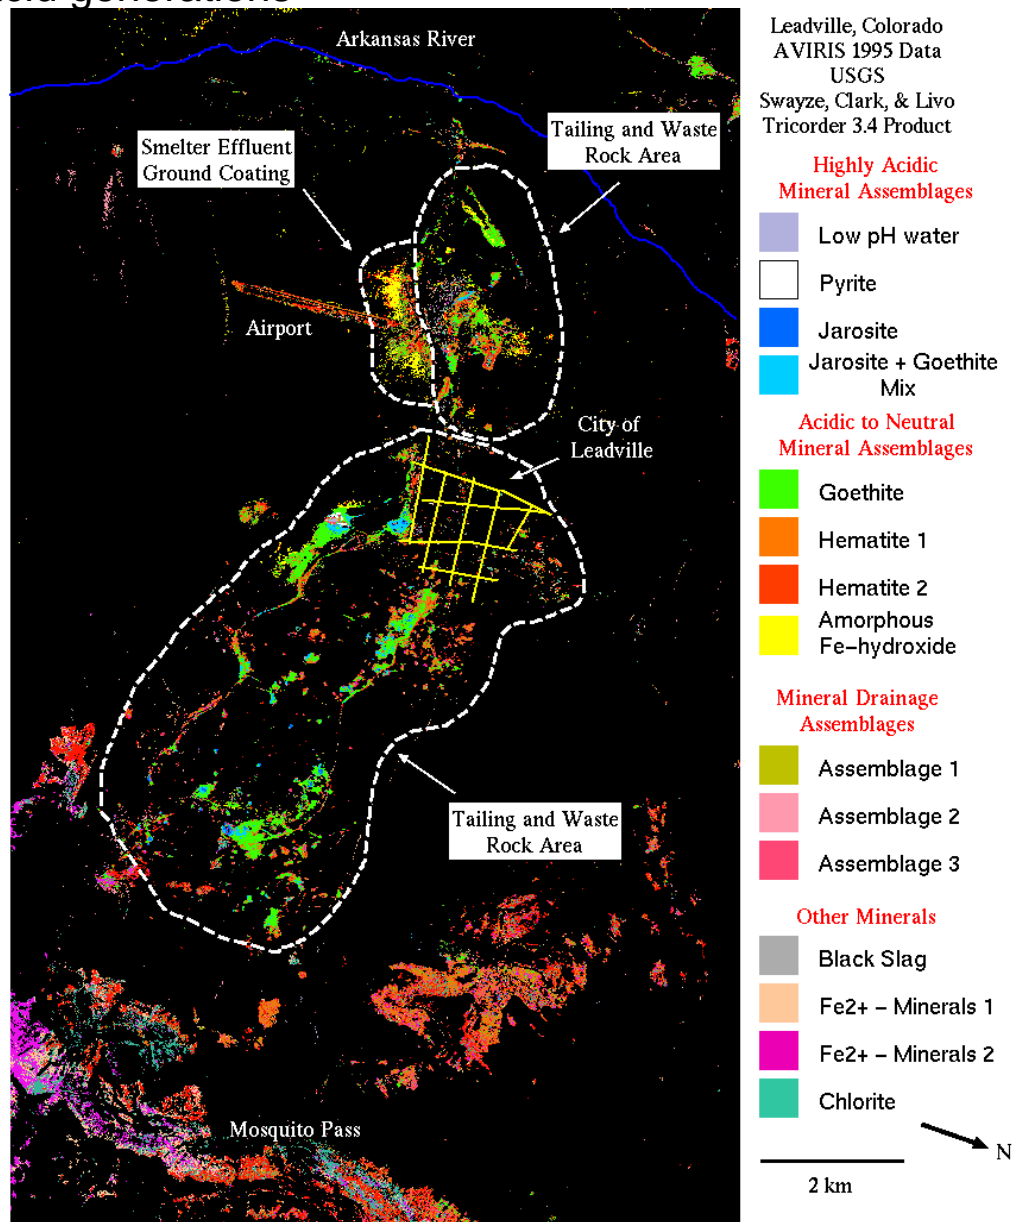 Arkansas River
Smelter Effluent
Ground Coating
Tailing and Waste
Rock Area
Airport
City of
Leadville
Tailing and Waste
Rock Area
Mosquito Pass
Leadville, Colorado
AVIRIS 1995 Data
USGS
Swayze, Clark, & Livo
Tricorder 3.4 Product
Highly Acidic
Mineral Assemblages
Low pH water
Pyrite
Jarosite
Jarosite + Goethite
Mix
Acidic to Neutral
Mineral Assemblages
Goethite
Hematite 1
Hematite 2
Amorphous
Fe-hydroxide
Mineral Drainage
Assemblages
Assemblage 1
Assemblage 2
Assemblage 3
Other Minerals
Black Slag
Fe2+ - Minerals 1
Fe2+ - Minerals 2
Chlorite
N
2 km